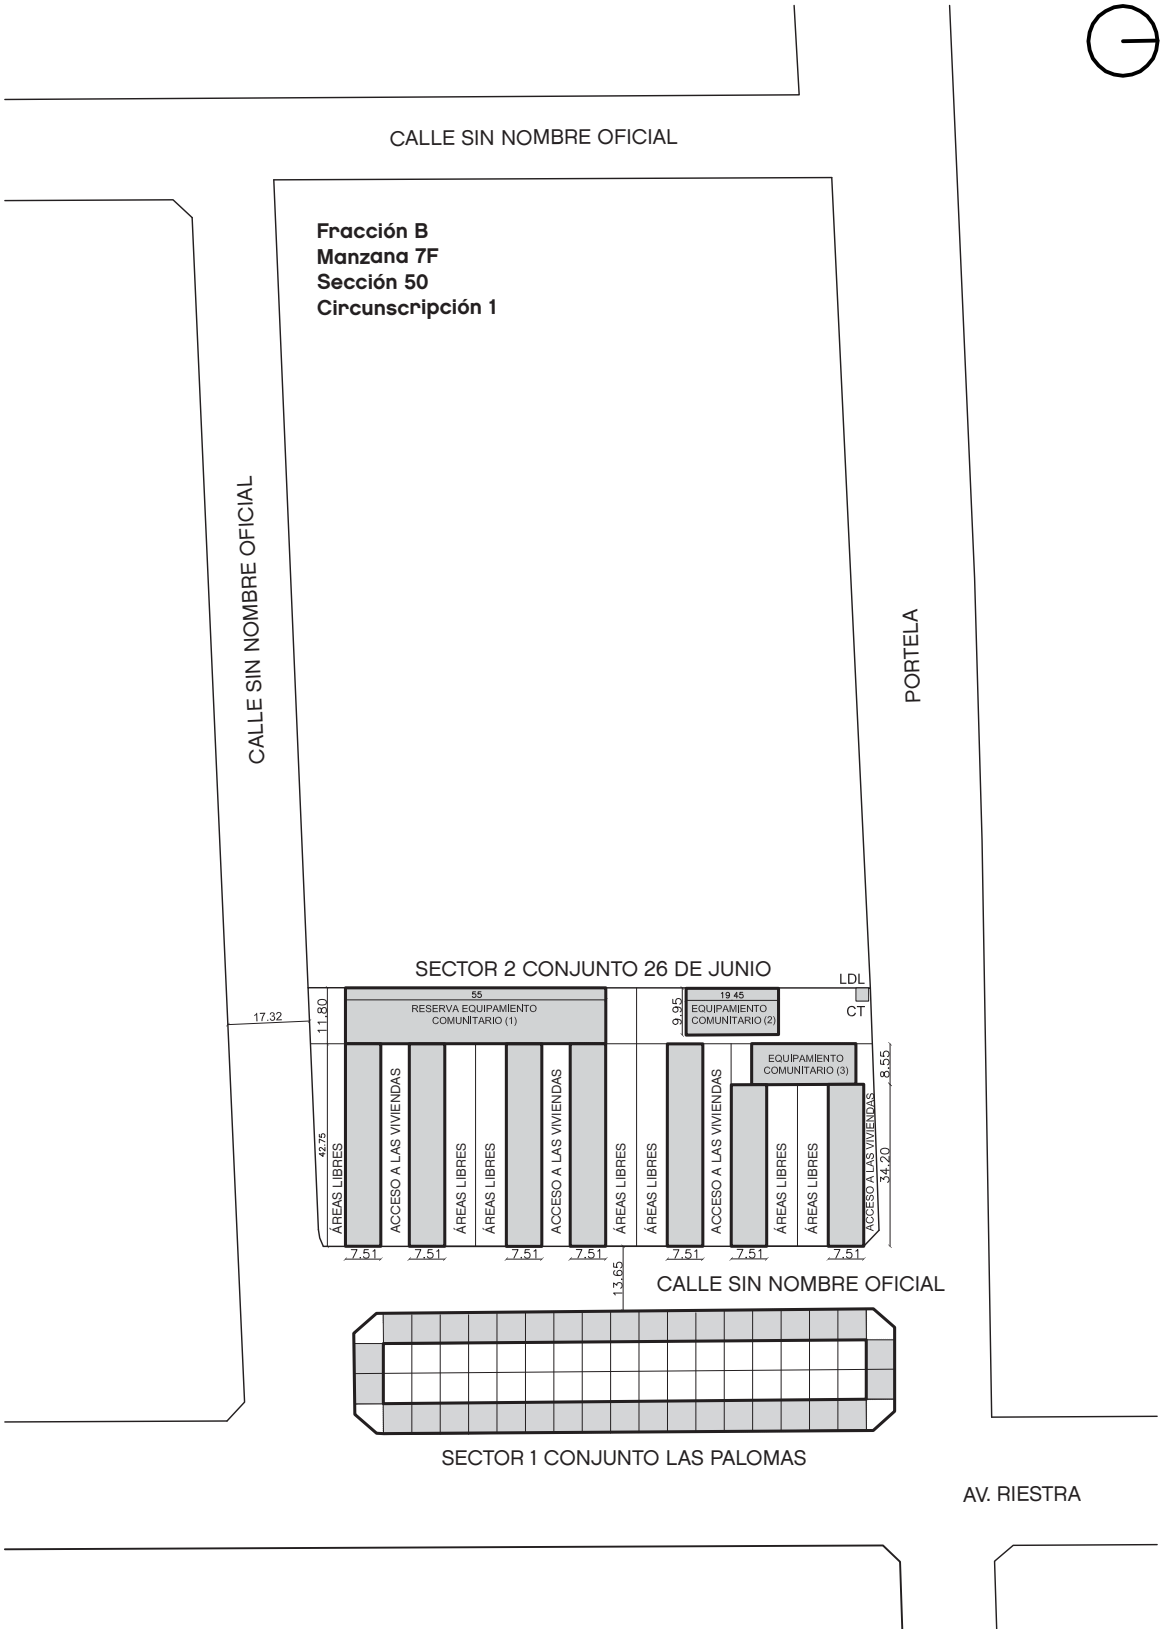 CALLE SIN NOMBRE OFICIAL
Fracción B
Manzana 7F
Sección 50
Circunscripción 1
CALLE SIN NOMBRE OFICIAL
PORTELA
SECTOR 2 CONJUNTO 26 DE JUNIO
LDL
CT
55
RESERVA EQUIPAMIENTO
COMUNITARIO (1)
19 45
EQUIPAMIENTO
COMUNITARIO (2)
9.95
11.80
17.32
EQUIPAMIENTO
COMUNITARIO (3)
8.55
42.75
ÁREAS LIBRES
ACCESO A LAS VIVIENDAS
ÁREAS LIBRES
ÁREAS LIBRES
ACCESO A LAS VIVIENDAS
ÁREAS LIBRES
ÁREAS LIBRES
ACCESO A LAS VIVIENDAS
ÁREAS LIBRES
ÁREAS LIBRES
ACCESO A LAS VIVIENDAS
34.20
7.51
7.51
7.51
7.51
7.51
7.51
7.51
13.65
CALLE SIN NOMBRE OFICIAL
SECTOR 1 CONJUNTO LAS PALOMAS
AV. RIESTRA